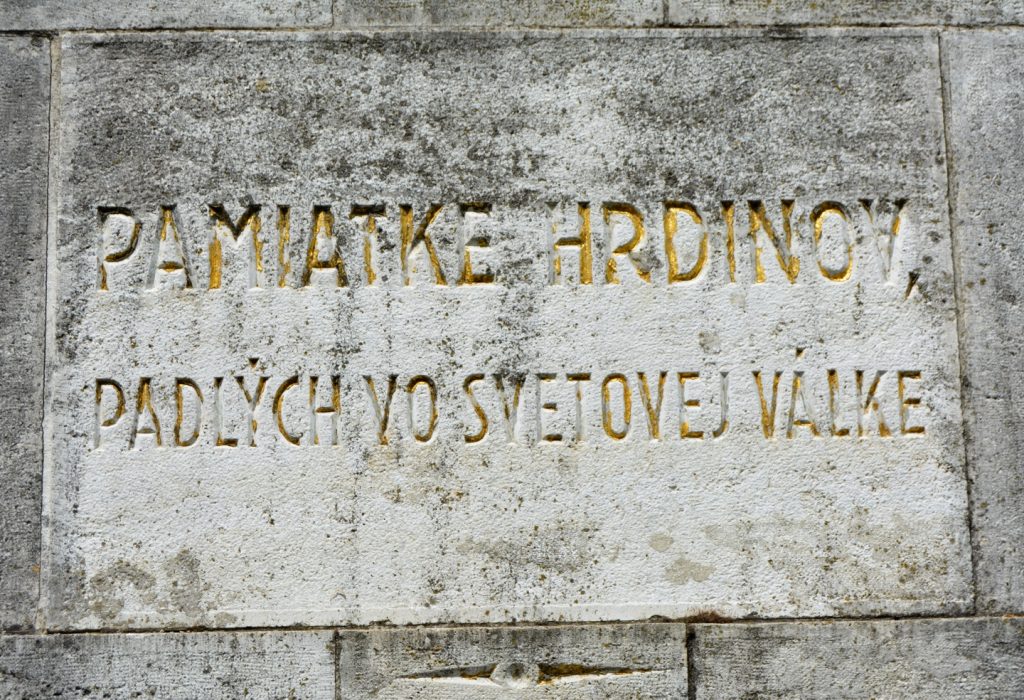 PAMIATKE HRDINOV,
PADLÝCH VO SVETOVEJ VÁLKE